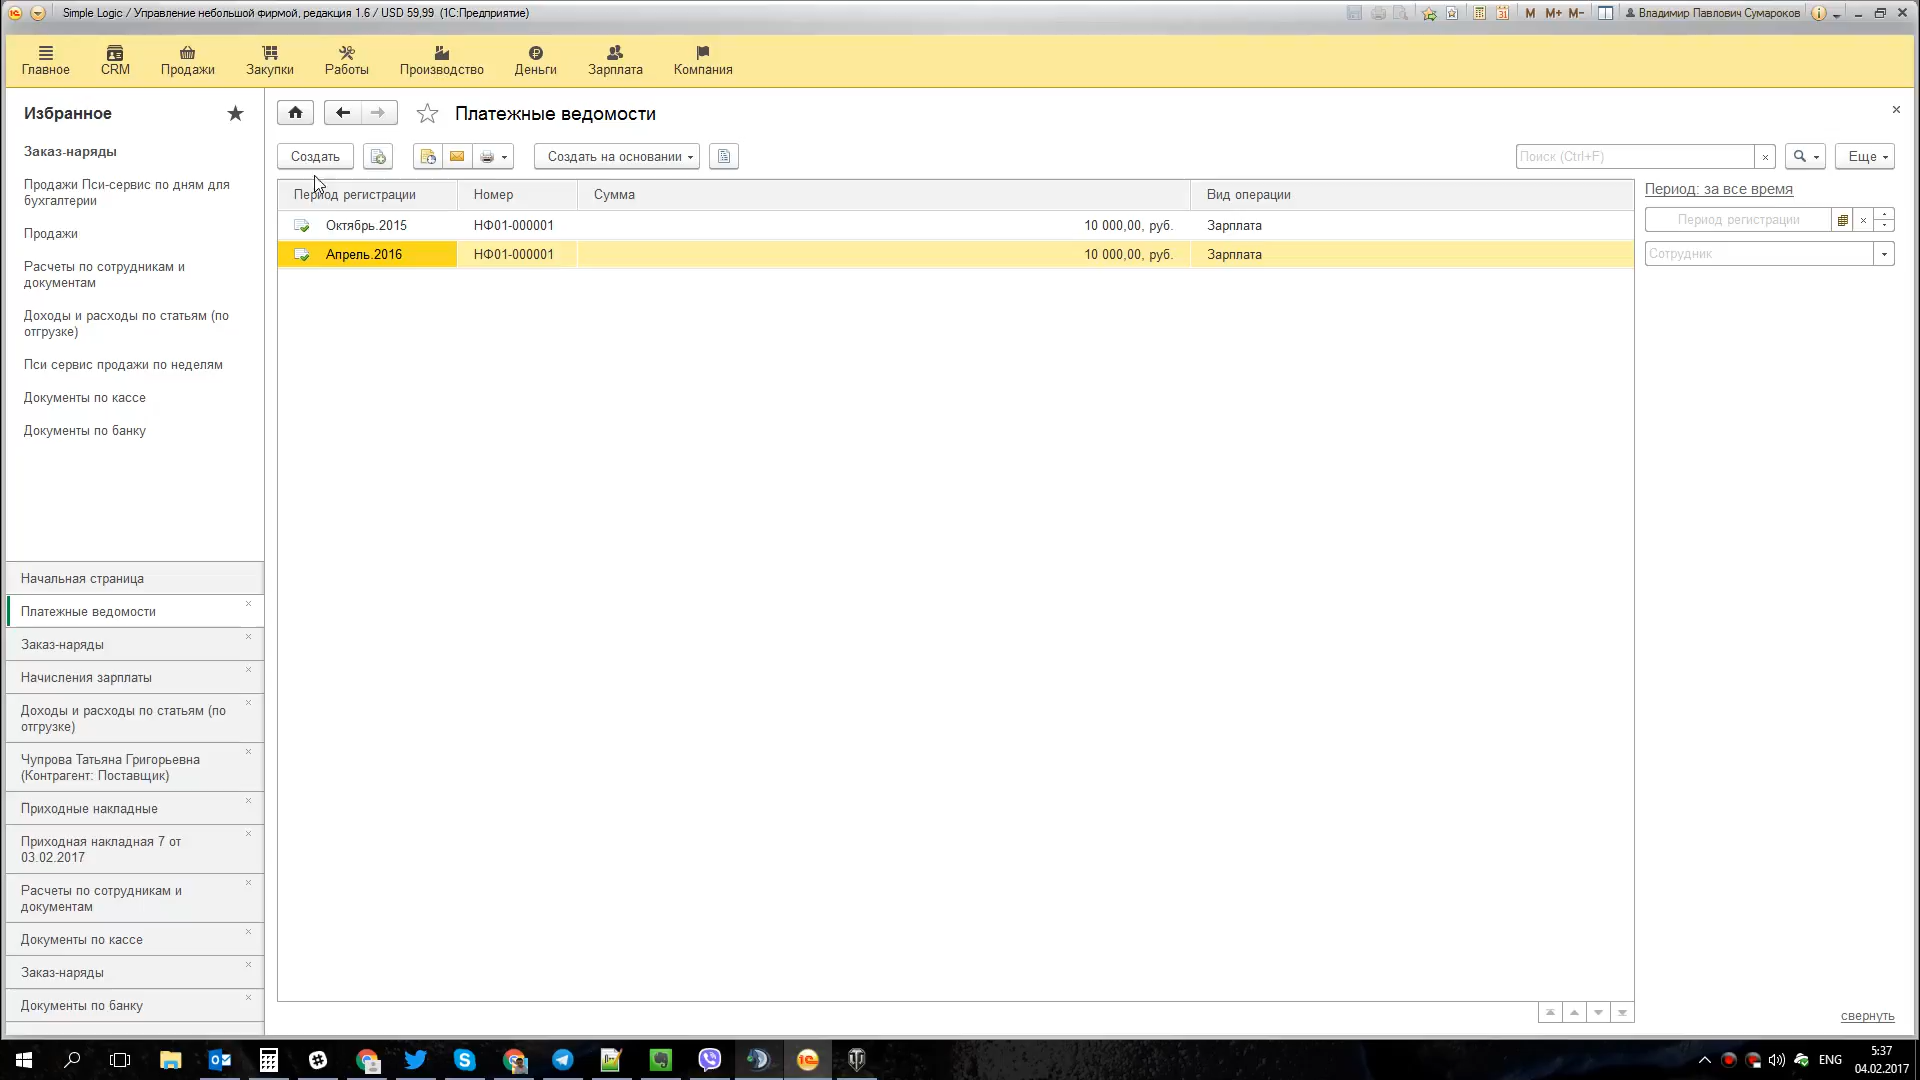 Simple Logic / Управление небольшой фирмой, редакция 1.6 / USD 59,99 (1С:Предприятие)
M M+ M-
Владимир Павлович Сумароков
Главное
CRM
Продажи
Закупки
Работы
Производство
Деньги
Зарплата
Компания
Избранное
Заказ-наряды
Продажи Пси-сервис по дням для
бухгалтерии
Продажи
Расчеты по сотрудникам и
документам
Доходы и расходы по статьям (по
отгрузке)
Пси сервис продажи по неделям
Документы по кассе
Документы по банку
Начальная страница
Платежные ведомости
Заказ-наряды
Начисления зарплаты
Доходы и расходы по статьям (по
отгрузке)
Чупрова Татьяна Григорьевна
(Контрагент: Поставщик)
Приходные накладные
Приходная накладная 7 от
03.02.2017
Расчеты по сотрудникам и
документам
Документы по кассе
Заказ-наряды
Документы по банку
Платежные ведомости
Создать
Создать на основании
Поиск (Ctrl+F)
Еще
Период регистрации Номер Сумма Вид операции
Октябрь.2015 НФ01-000001 10 000,00, руб. Зарплата
Апрель.2016 НФ01-000001 10 000,00, руб. Зарплата
Период: за все время
Период регистрации
Сотрудник
свернуть
ENG
5:37
04.02.2017